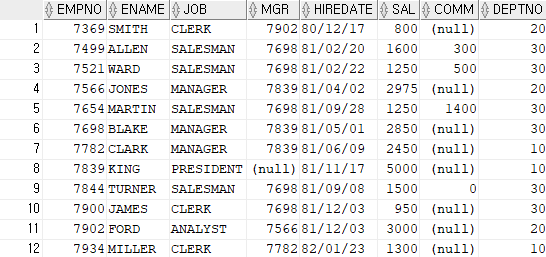 EMPNO ENAME JOB MGR HIREDATE SAL COMM DEPTNO
1 7369 SMITH CLERK 7902 80/12/17 800 (null) 20
2 7499 ALLEN SALESMAN 7698 81/02/20 1600 300 30
3 7521 WARD SALESMAN 7698 81/02/22 1250 500 30
4 7566 JONES MANAGER 7839 81/04/02 2975 (null) 20
5 7654 MARTIN SALESMAN 7698 81/09/28 1250 1400 30
6 7698 BLAKE MANAGER 7839 81/05/01 2850 (null) 30
7 7782 CLARK MANAGER 7839 81/06/09 2450 (null) 10
8 7839 KING PRESIDENT (null) 81/11/17 5000 (null) 10
9 7844 TURNER SALESMAN 7698 81/09/08 1500 0 30
10 7900 JAMES CLERK 7698 81/12/03 950 (null) 30
11 7902 FORD ANALYST 7566 81/12/03 3000 (null) 20
12 7934 MILLER CLERK 7782 82/01/23 1300 (null) 10